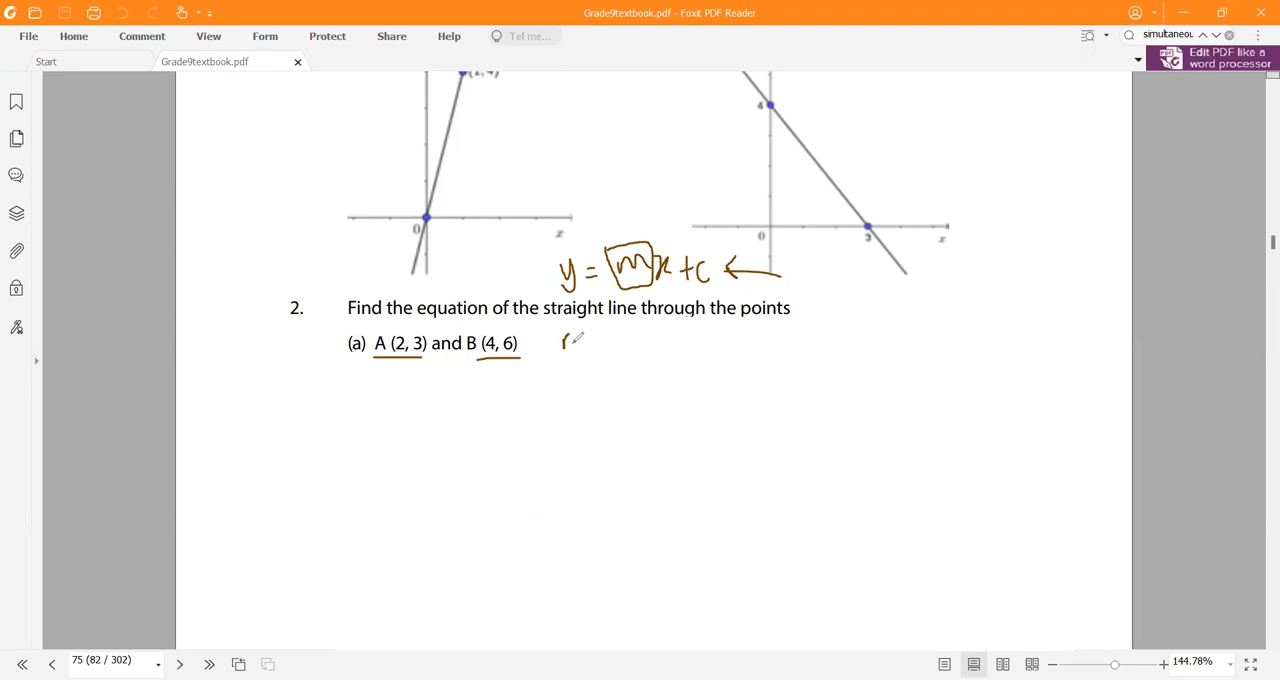 Grade9textbook.pdf - Foxit PDF Reader
File Home Comment View Form Protect Share Help Tell me... simultaneou
Start Grade9textbook.pdf Edit PDF like a
word processor
4
0 x
0 3 x
y = mx + c
2. Find the equation of the straight line through the points
(a) A (2, 3) and B (4, 6)
75 (82 / 302) 144.78%